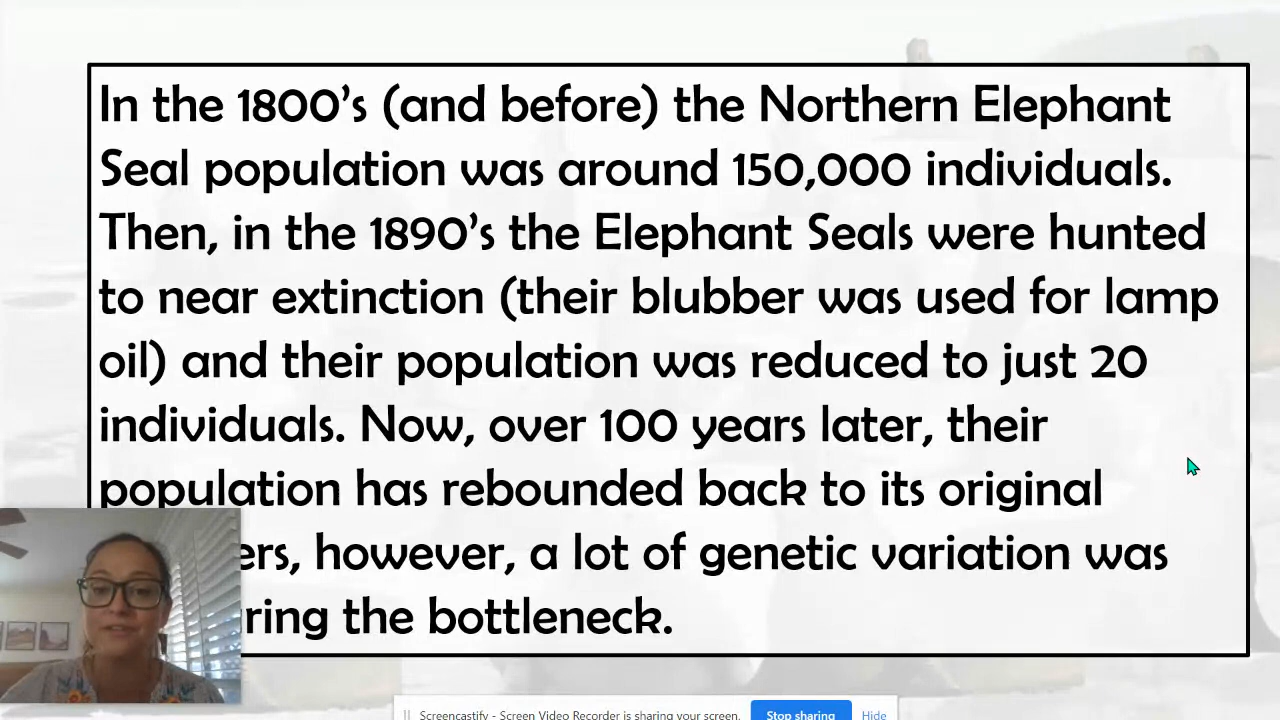 In the 1800's (and before) the Northern Elephant
Seal population was around 150,000 individuals.
Then, in the 1890's the Elephant Seals were hunted
to near extinction (their blubber was used for lamp
oil) and their population was reduced to just 20
individuals. Now, over 100 years later, their
population has rebounded back to its original
ers, however, a lot of genetic variation was
ring the bottleneck.
Screencastify - Screen Video Recorder is sharing your screen. Stop sharing Hide